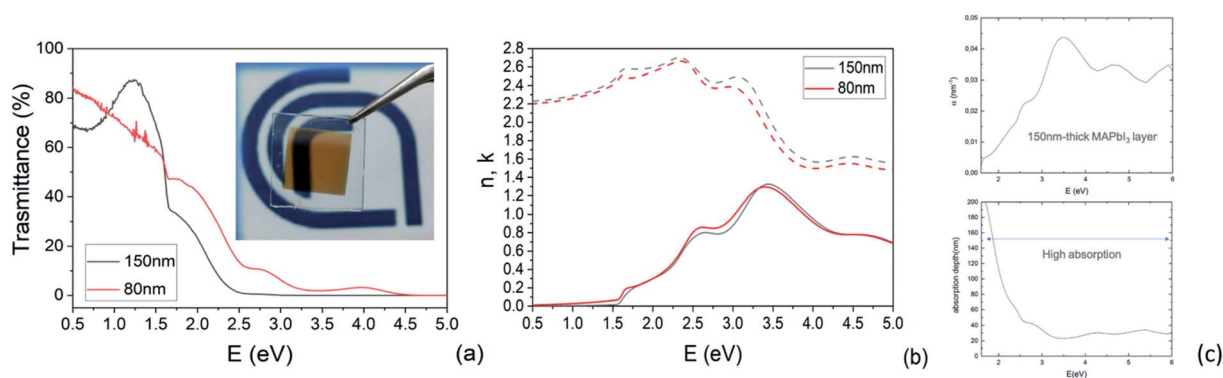 Trasmittance (%)
100
80
60
40
20
0
150nm
80nm
0.5 1.0 1.5 2.0 2.5 3.0 3.5 4.0 4.5 5.0
E (eV)
(a)
n, k
2.8
2.6
2.4
2.2
2.0
1.8
1.6
1.4
1.2
1.0
0.8
0.6
0.4
0.2
0.0
150nm
80nm
0.5 1.0 1.5 2.0 2.5 3.0 3.5 4.0 4.5 5.0
E (eV)
(b)
α (nm⁻¹)
0,05
0,04
0,03
0,02
0,01
0,00
150nm-thick MAPbI₃ layer
2 3 4 5 6
E (eV)
absorption depth(nm)
200
180
160
140
120
100
80
60
40
20
0
High absorption
2 3 4 5 6
E(eV)
(c)